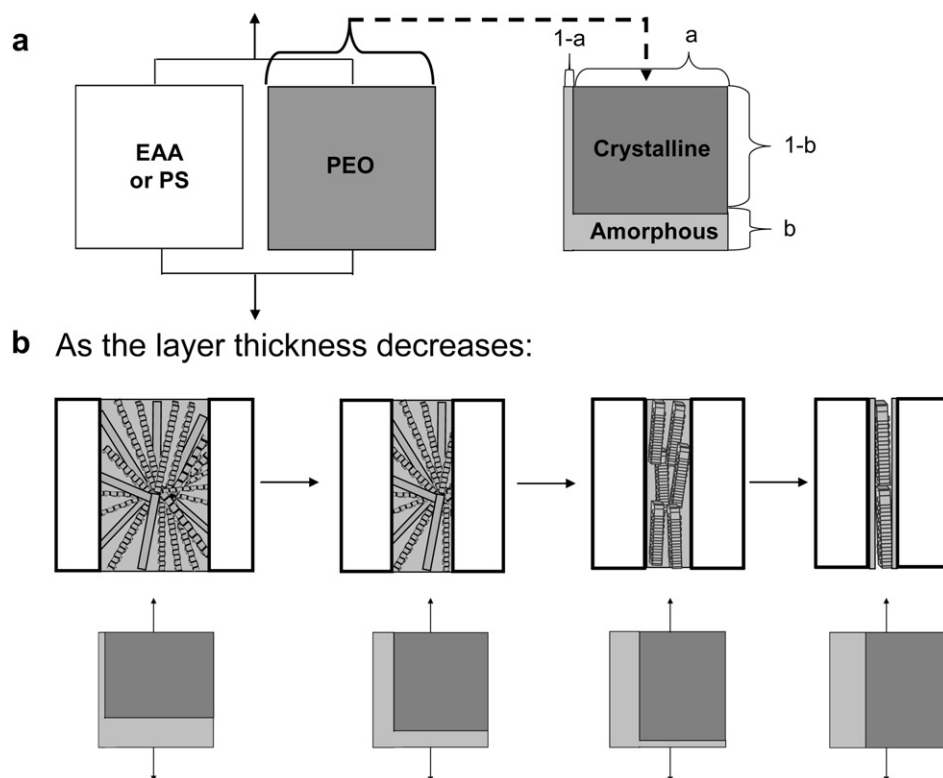 a
1-a
a
EAA
or PS
PEO
Crystalline
1-b
Amorphous
b
b As the layer thickness decreases: